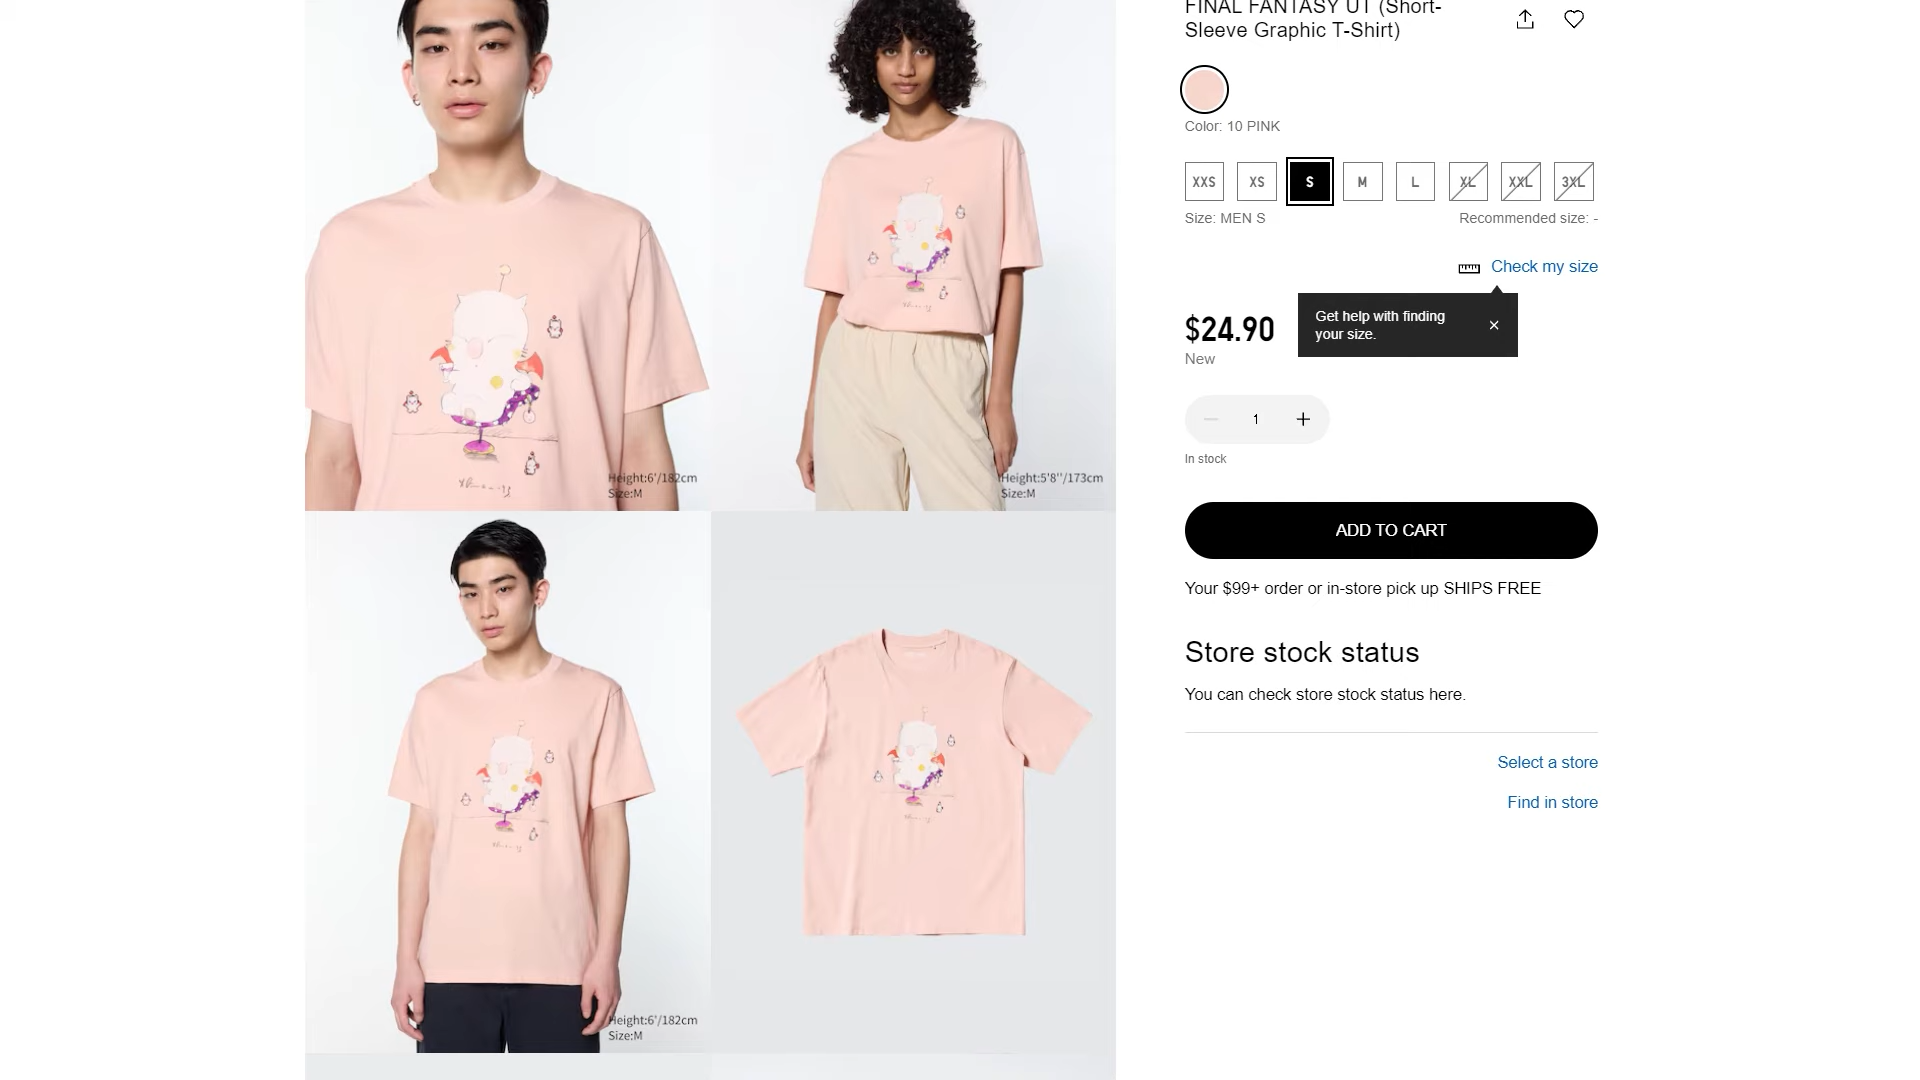 FINAL FANTASY UT (Short-
Sleeve Graphic T-Shirt)
Color: 10 PINK
XXS
XS
S
M
L
XL
XXL
3XL
Size: MEN S
Recommended size: -
Check my size
Get help with finding
your size.
$24.90
New
1
In stock
ADD TO CART
Your $99+ order or in-store pick up SHIPS FREE
Store stock status
You can check store stock status here.
Select a store
Find in store
Height:6'/182cm
Size:M
Height:5'8''/173cm
Size:M
Height:6'/182cm
Size:M